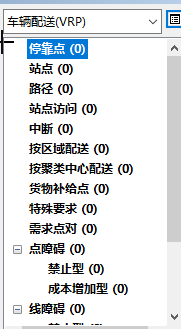 车辆配送(VRP)
停靠点 (0)
站点 (0)
路径 (0)
站点访问 (0)
中断 (0)
按区域配送 (0)
按聚类中心配送 (0)
货物补给点 (0)
特殊要求 (0)
需求点对 (0)
点障碍 (0)
禁止型 (0)
成本增加型 (0)
线障碍 (0)